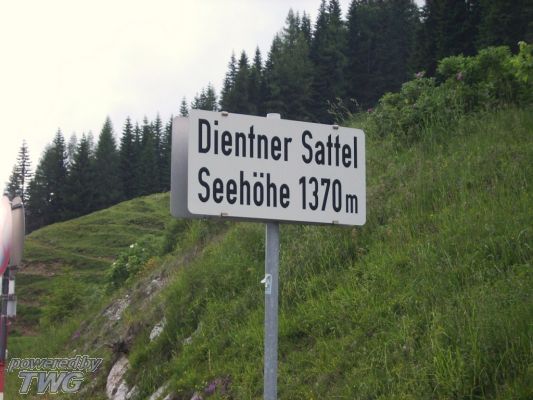 Dientner Sattel
Seehöhe 1370m
powered by
TWG